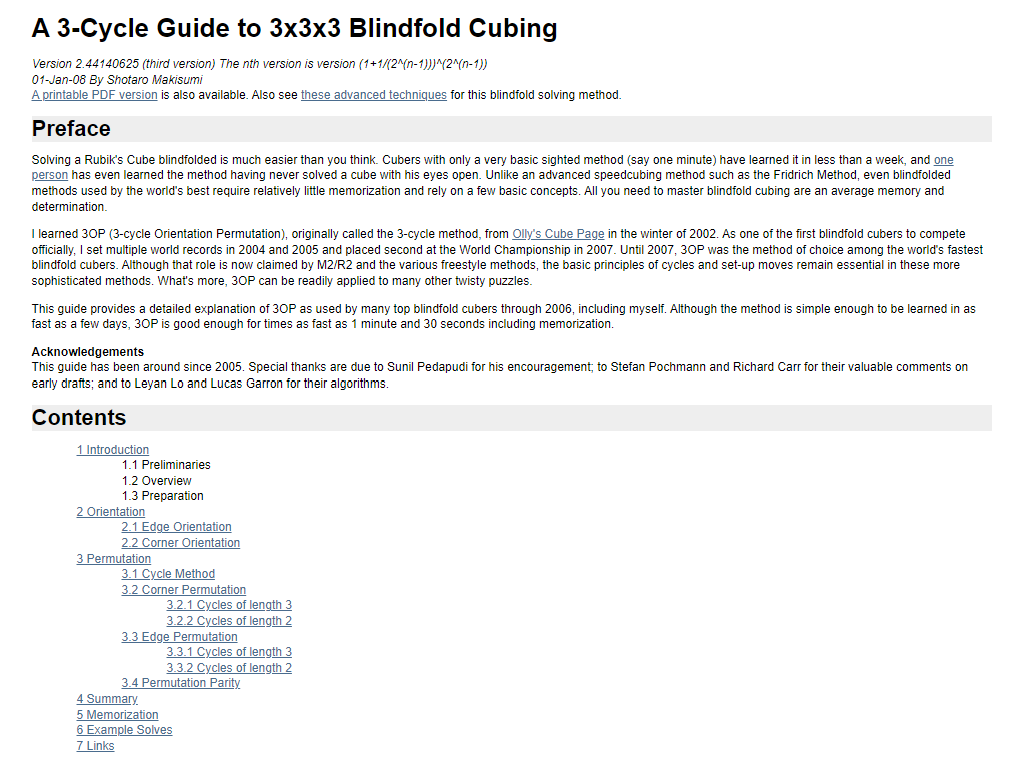 A 3-Cycle Guide to 3x3x3 Blindfold Cubing
Version 2.44140625 (third version) The nth version is version (1+1/(2^(n-1)))^(2^(n-1))
01-Jan-08 By Shotaro Makisumi
A printable PDF version is also available. Also see these advanced techniques for this blindfold solving method.
Preface
Solving a Rubik's Cube blindfolded is much easier than you think. Cubers with only a very basic sighted method (say one minute) have learned it in less than a week, and one
person has even learned the method having never solved a cube with his eyes open. Unlike an advanced speedcubing method such as the Fridrich Method, even blindfolded
methods used by the world's best require relatively little memorization and rely on a few basic concepts. All you need to master blindfold cubing are an average memory and
determination.
I learned 3OP (3-cycle Orientation Permutation), originally called the 3-cycle method, from Olly's Cube Page in the winter of 2002. As one of the first blindfold cubers to compete
officially, I set multiple world records in 2004 and 2005 and placed second at the World Championship in 2007. Until 2007, 3OP was the method of choice among the world's fastest
blindfold cubers. Although that role is now claimed by M2/R2 and the various freestyle methods, the basic principles of cycles and set-up moves remain essential in these more
sophisticated methods. What's more, 3OP can be readily applied to many other twisty puzzles.
This guide provides a detailed explanation of 3OP as used by many top blindfold cubers through 2006, including myself. Although the method is simple enough to be learned in as
fast as a few days, 3OP is good enough for times as fast as 1 minute and 30 seconds including memorization.
Acknowledgements
This guide has been around since 2005. Special thanks are due to Sunil Pedapudi for his encouragement; to Stefan Pochmann and Richard Carr for their valuable comments on
early drafts; and to Leyan Lo and Lucas Garron for their algorithms.
Contents
1 Introduction
1.1 Preliminaries
1.2 Overview
1.3 Preparation
2 Orientation
2.1 Edge Orientation
2.2 Corner Orientation
3 Permutation
3.1 Cycle Method
3.2 Corner Permutation
3.2.1 Cycles of length 3
3.2.2 Cycles of length 2
3.3 Edge Permutation
3.3.1 Cycles of length 3
3.3.2 Cycles of length 2
3.4 Permutation Parity
4 Summary
5 Memorization
6 Example Solves
7 Links